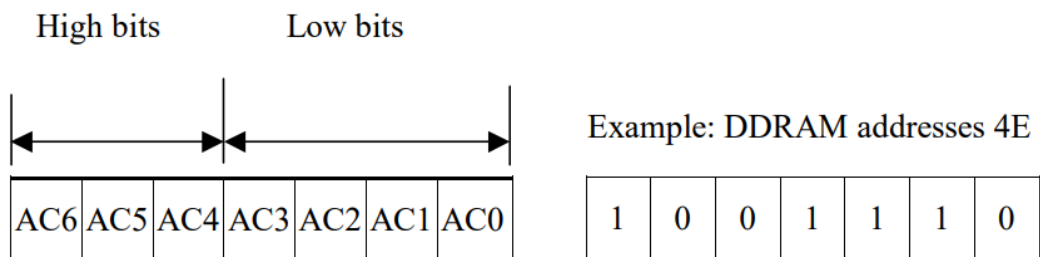 High bits Low bits
Example: DDRAM addresses 4E
AC6 AC5 AC4 AC3 AC2 AC1 AC0 1 0 0 1 1 1 0